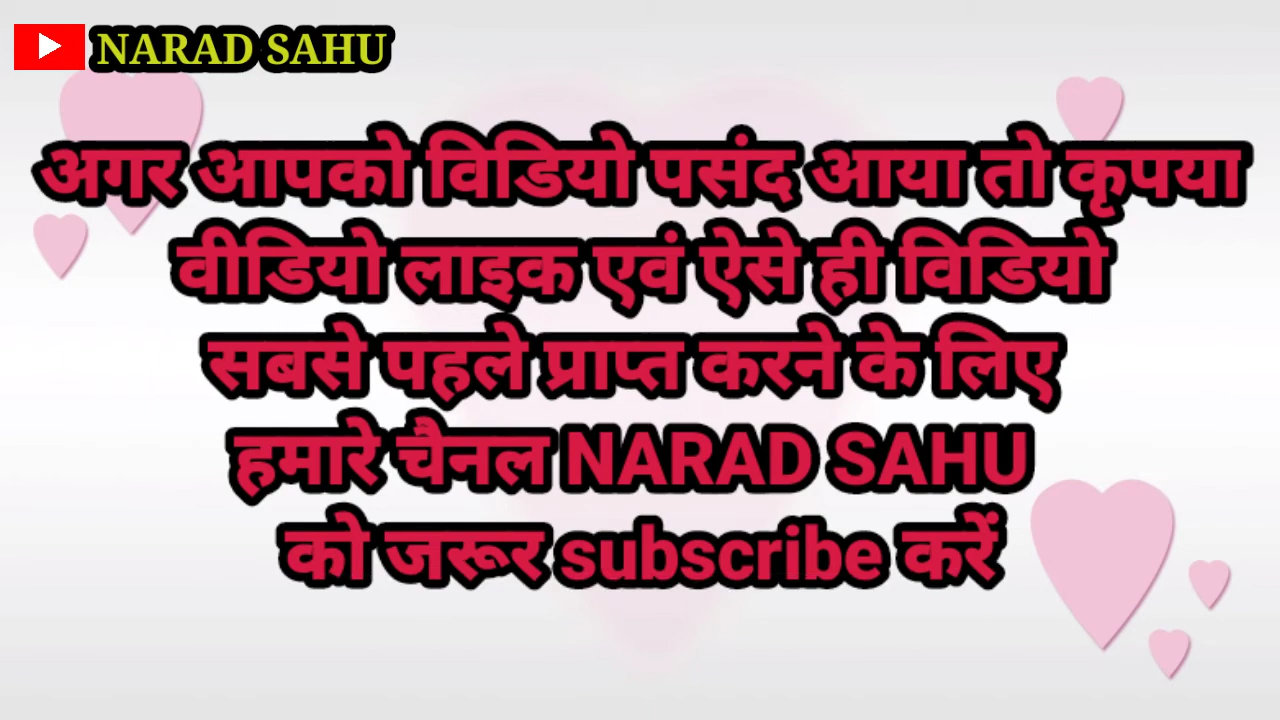 NARAD SAHU
अगर आपको विडियो पसंद आया तो कृपया
वीडियो लाइक एवं ऐसे ही विडियो
सबसे पहले प्राप्त करने के लिए
हमारे चैनल NARAD SAHU
को जरूर subscribe करें